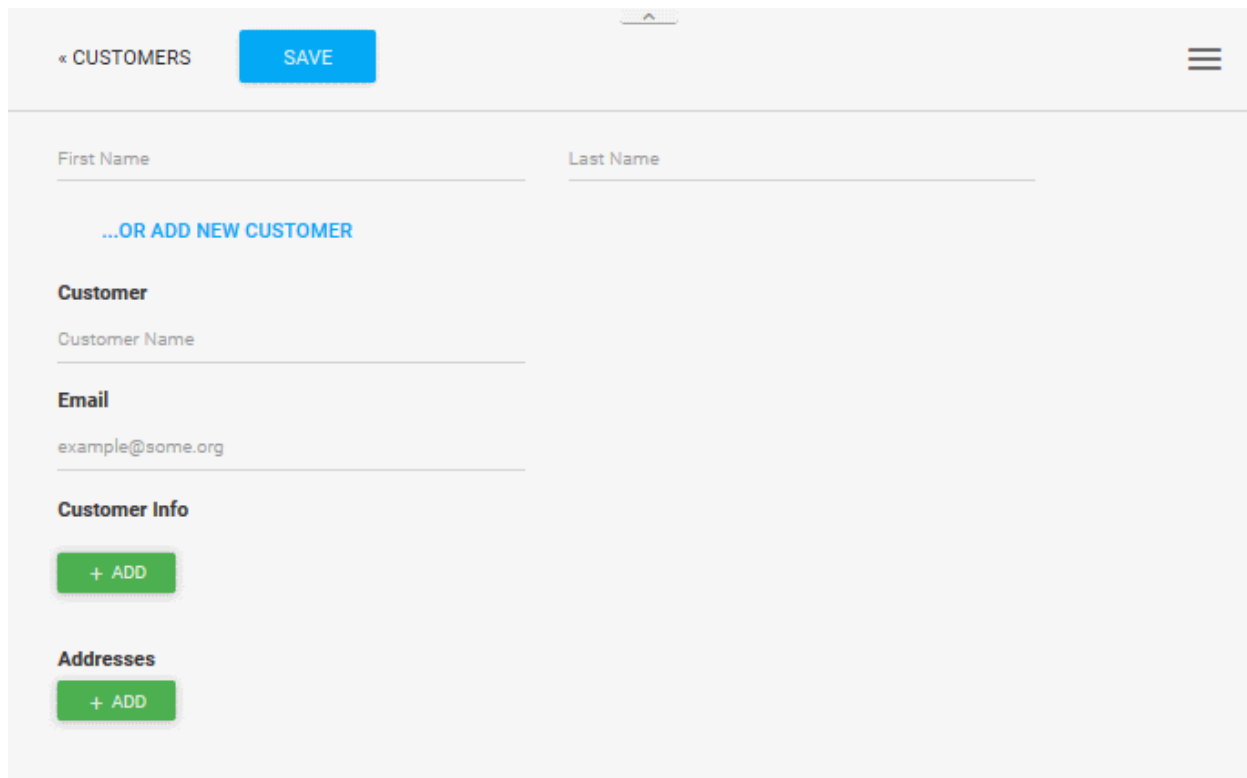 « CUSTOMERS SAVE
First Name Last Name
...OR ADD NEW CUSTOMER
Customer
Customer Name
Email
example@some.org
Customer Info
+ ADD
Addresses
+ ADD